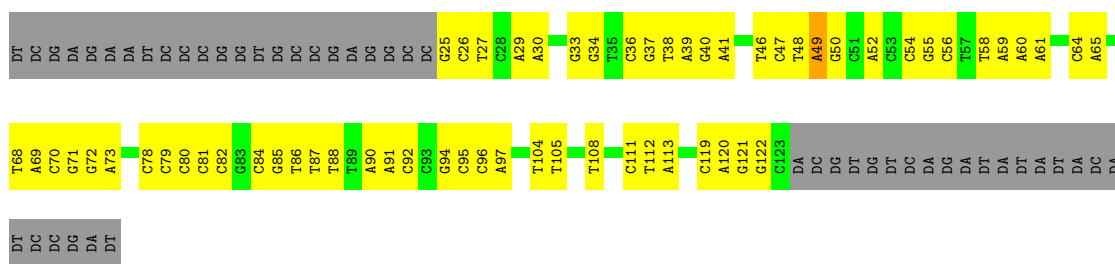 DT DC DG DA DG DA DA DA DT DC DC DC DG DG DT DG DC DC DG DA DG DG DC DC G25 C26 T27 C28 A29 A30 G33 G34 T35 C36 G37 T38 A39 G40 A41 T46 C47 T48 A49 G50 C51 A52 C53 C54 G55 C56 T57 T58 A59 A60 A61 C64 A65
T68 A69 C70 G71 G72 A73 C78 C79 C80 C81 C82 G83 C84 G85 T86 T87 T88 T89 A90 A91 C92 C93 G94 C95 C96 A97 T104 T105 T108 C111 T112 A113 C119 A120 G121 G122 C123 DA DC DG DT DG DT DC DA DG DA DT DA DT DA DT DA DC DA
DT DC DC DG DA DT